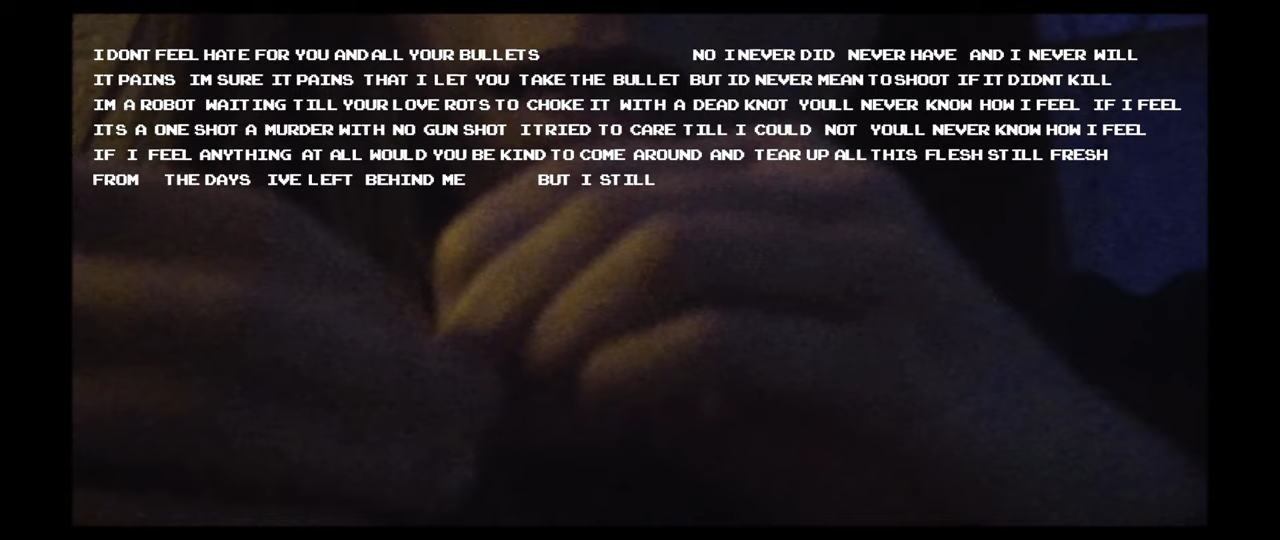 I DONT FEEL HATE FOR YOU AND ALL YOUR BULLETS NO I NEVER DID NEVER HAVE AND I NEVER WILL
IT PAINS IM SURE IT PAINS THAT I LET YOU TAKE THE BULLET BUT ID NEVER MEAN TO SHOOT IF IT DIDNT KILL
IM A ROBOT WAITING TILL YOUR LOVE ROTS TO CHOKE IT WITH A DEAD KNOT YOULL NEVER KNOW HOW I FEEL IF I FEEL
ITS A ONE SHOT A MURDER WITH NO GUN SHOT I TRIED TO CARE TILL I COULD NOT YOULL NEVER KNOW HOW I FEEL
IF I FEEL ANYTHING AT ALL WOULD YOU BE KIND TO COME AROUND AND TEAR UP ALL THIS FLESH STILL FRESH
FROM THE DAYS IVE LEFT BEHIND ME BUT I STILL